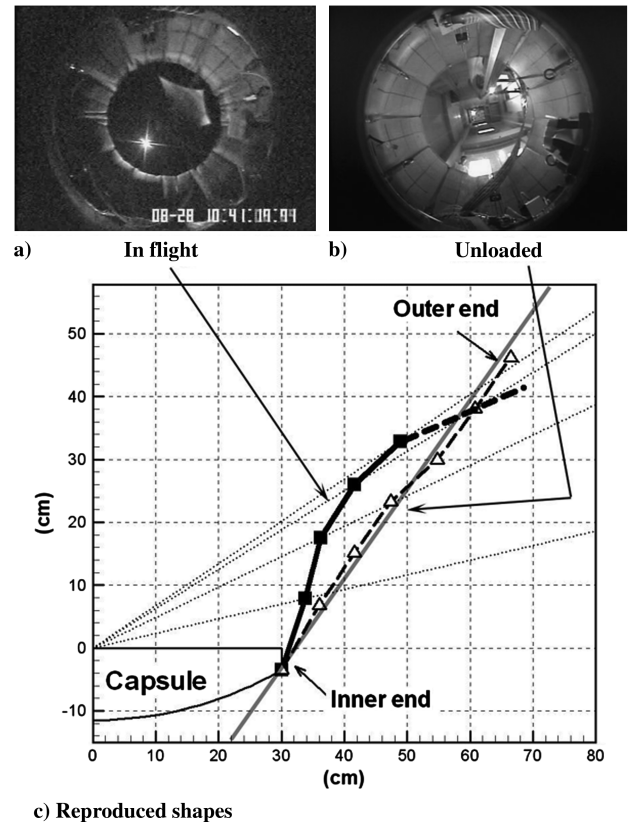 08-28 10:41:09:94
a) In flight
b) Unloaded
Outer end
50
40
30
20
10
0
-10
(cm)
Capsule
Inner end
0 10 20 30 40 50 60 70 80
(cm)
c) Reproduced shapes